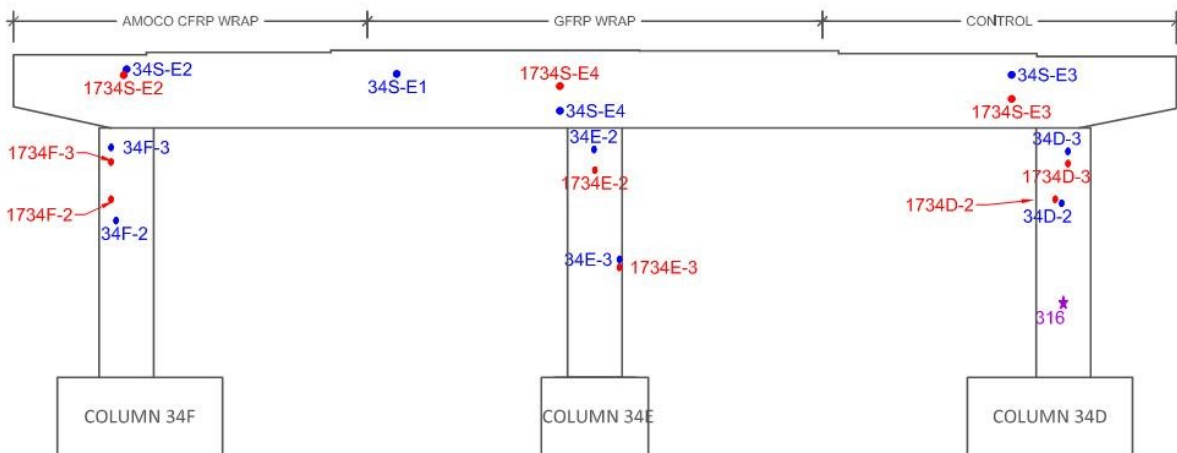 AMOCO CFRP WRAP
GFRP WRAP
CONTROL
34S-E2
1734S-E2
34S-E1
1734S-E4
34S-E4
34S-E3
1734S-E3
34F-3
1734F-3
34E-2
1734E-2
34D-3
1734D-3
1734F-2
34F-2
1734D-2
34D-2
34E-3
1734E-3
316
COLUMN 34F
COLUMN 34E
COLUMN 34D